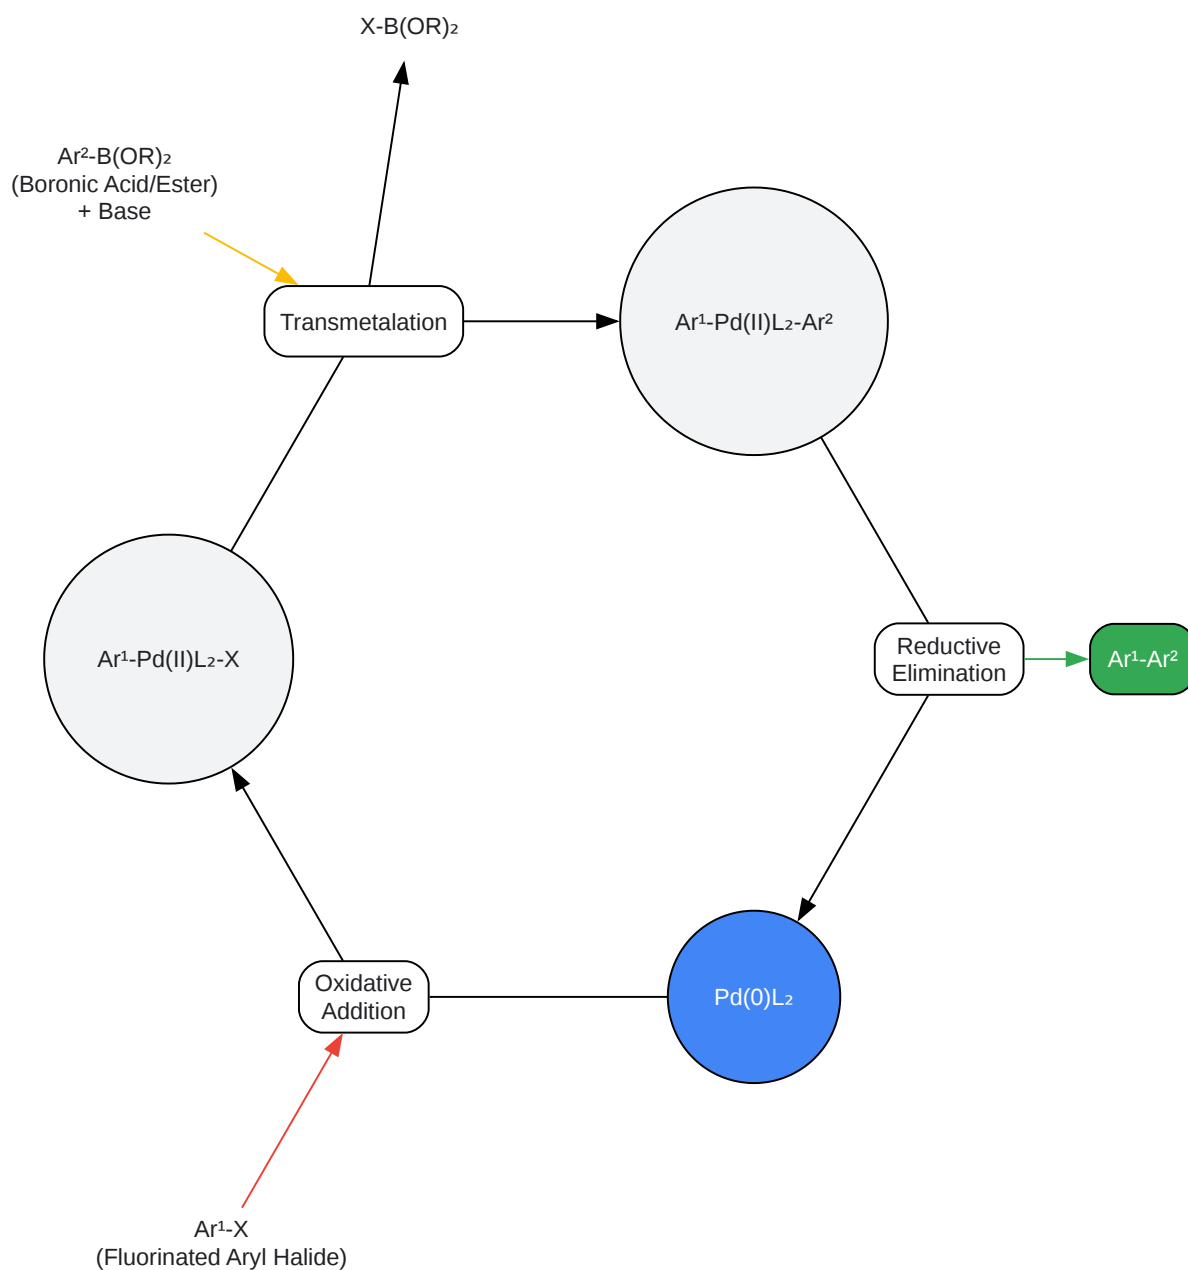 X-B(OR)₂
Ar²-B(OR)₂
(Boronic Acid/Ester)
+ Base
Transmetalation
Ar¹-Pd(II)L₂-Ar²
Ar¹-Pd(II)L₂-X
Reductive
Elimination
Ar¹-Ar²
Oxidative
Addition
Pd(0)L₂
Ar¹-X
(Fluorinated Aryl Halide)